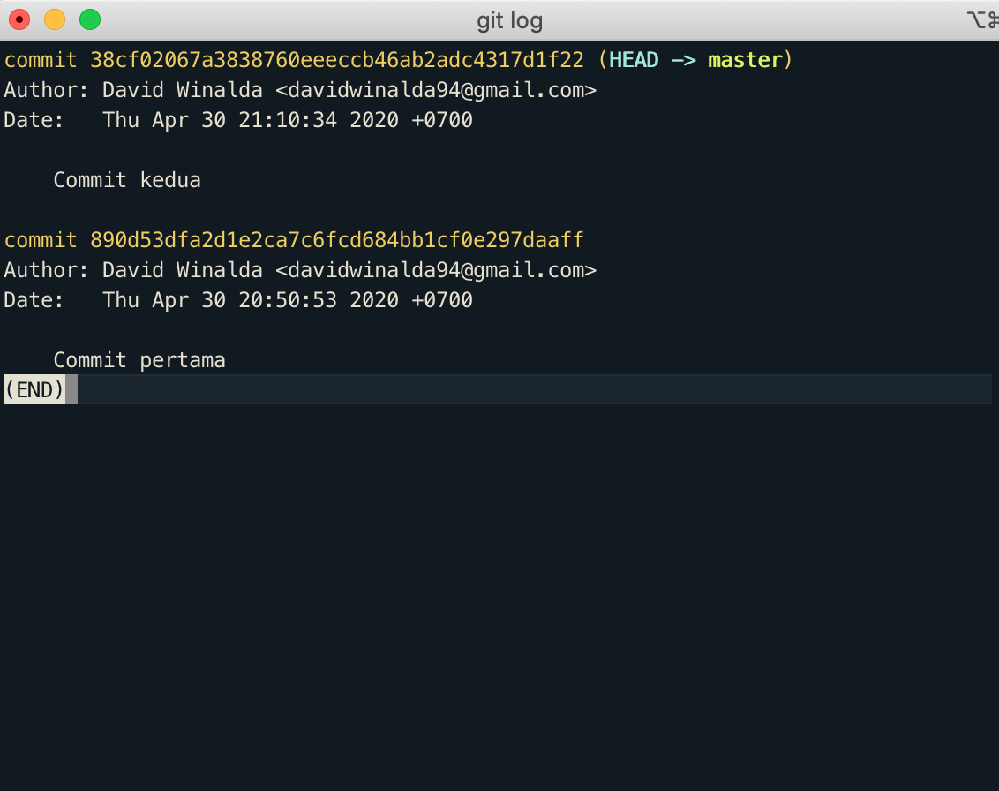 git log ⌥⌘
commit 38cf02067a3838760eeeccb46ab2adc4317d1f22 (HEAD -> master)
Author: David Winalda <davidwinalda94@gmail.com>
Date:   Thu Apr 30 21:10:34 2020 +0700
Commit kedua
commit 890d53dfa2d1e2ca7c6fcd684bb1cf0e297daaff
Author: David Winalda <davidwinalda94@gmail.com>
Date:   Thu Apr 30 20:50:53 2020 +0700
Commit pertama
(END)